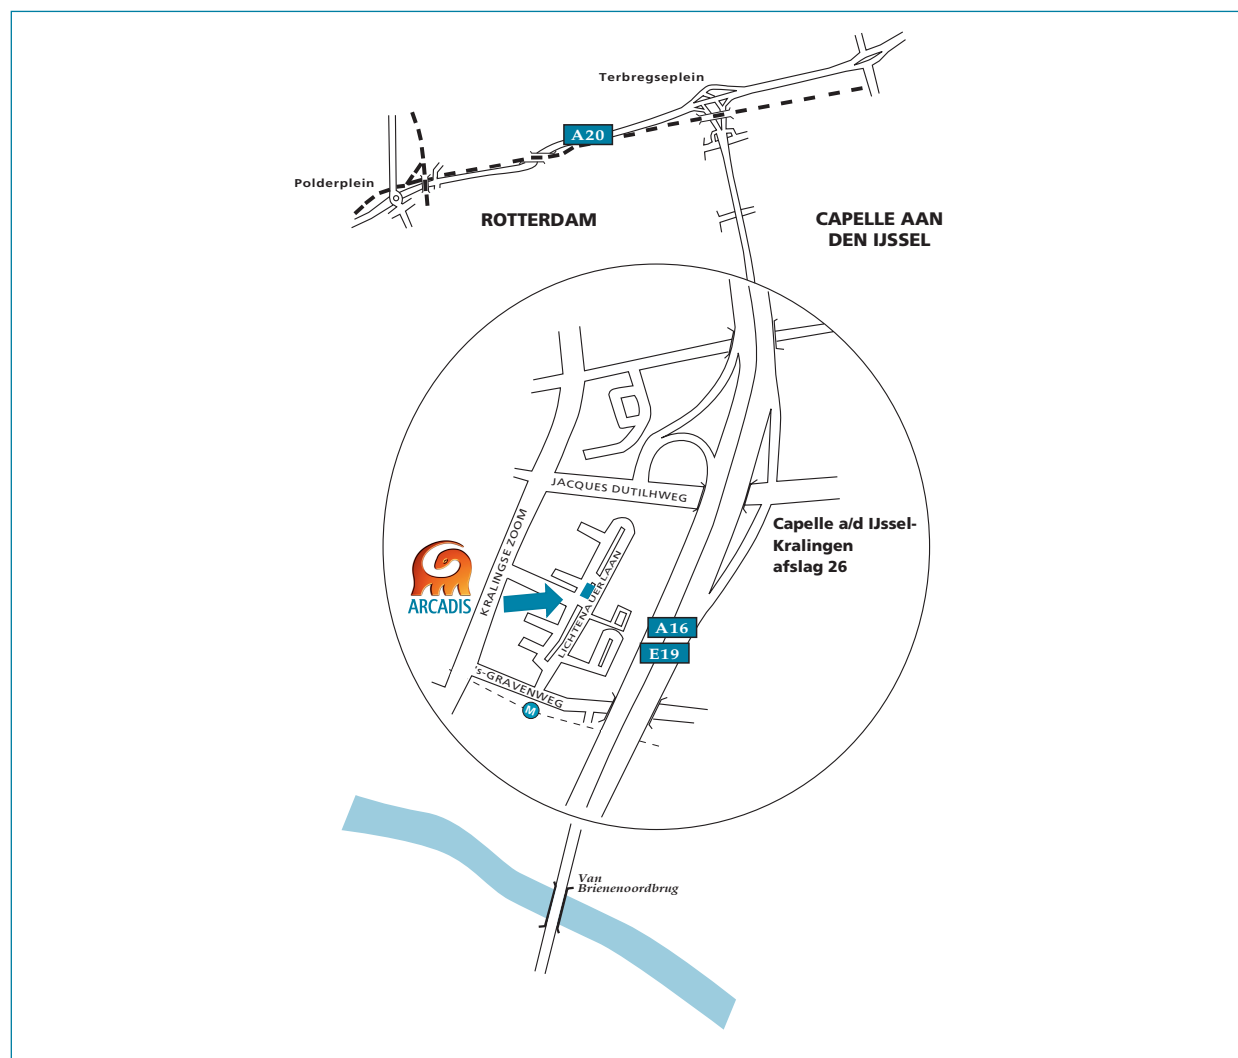 Terbregseplein
A20
Polderplein
ROTTERDAM
CAPELLE AAN
DEN IJSSEL
JACQUES DUTILHWEG
KRALINGSE ZOOM
Capelle a/d IJssel-
Kralingen
afslag 26
ARCADIS
LICHTENAUERLAAN
A16
E19
's-GRAVENWEG
M
Van
Brienenoordbrug